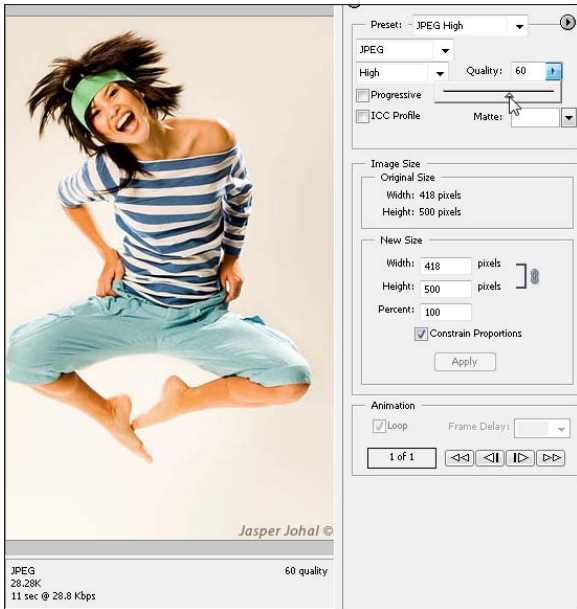 Preset: JPEG High
JPEG
High Quality: 60
Progressive
ICC Profile Matte:
Image Size
Original Size
Width: 418 pixels
Height: 500 pixels
New Size
Width: 418 pixels
Height: 500 pixels
Percent: 100
Constrain Proportions
Apply
Animation
Loop Frame Delay:
1 of 1
Jasper Johal ©
JPEG 60 quality
28.28K
11 sec @ 28.8 Kbps